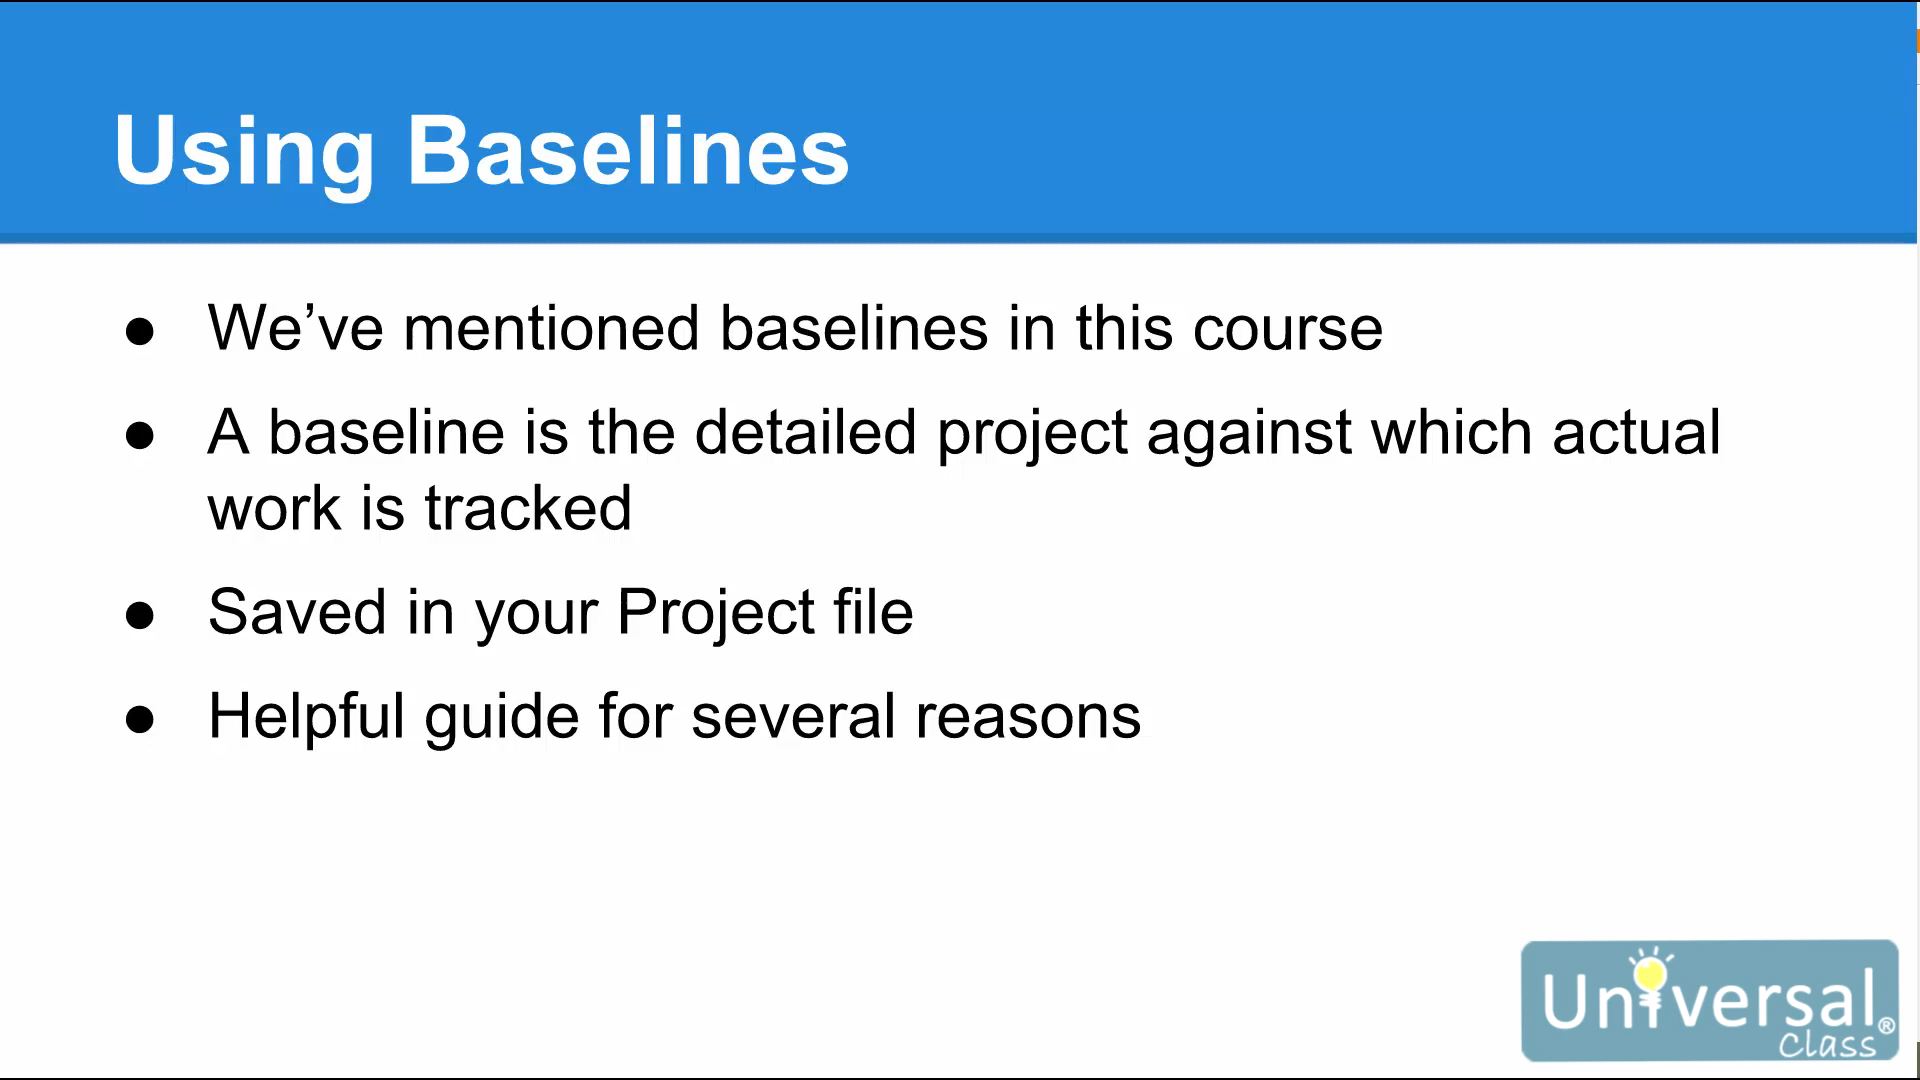 Using Baselines
● We’ve mentioned baselines in this course
● A baseline is the detailed project against which actual
work is tracked
● Saved in your Project file
● Helpful guide for several reasons
Universal®
Class